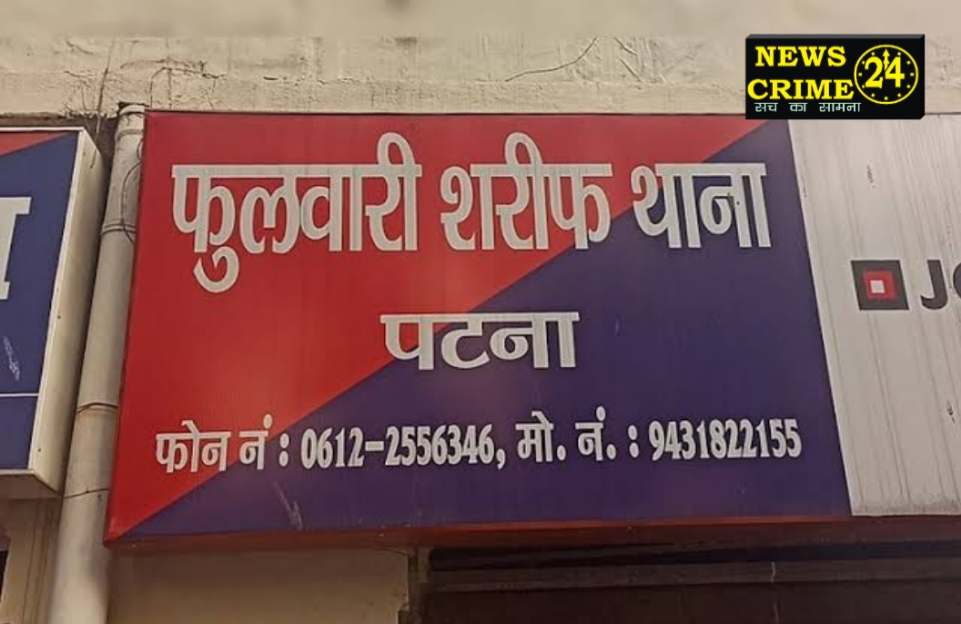 NEWS
CRIME 24
सच का सामना
फुलवारी शरीफ थाना
पटना
फोन नं : 0612-2556346, मो. नं. : 9431822155